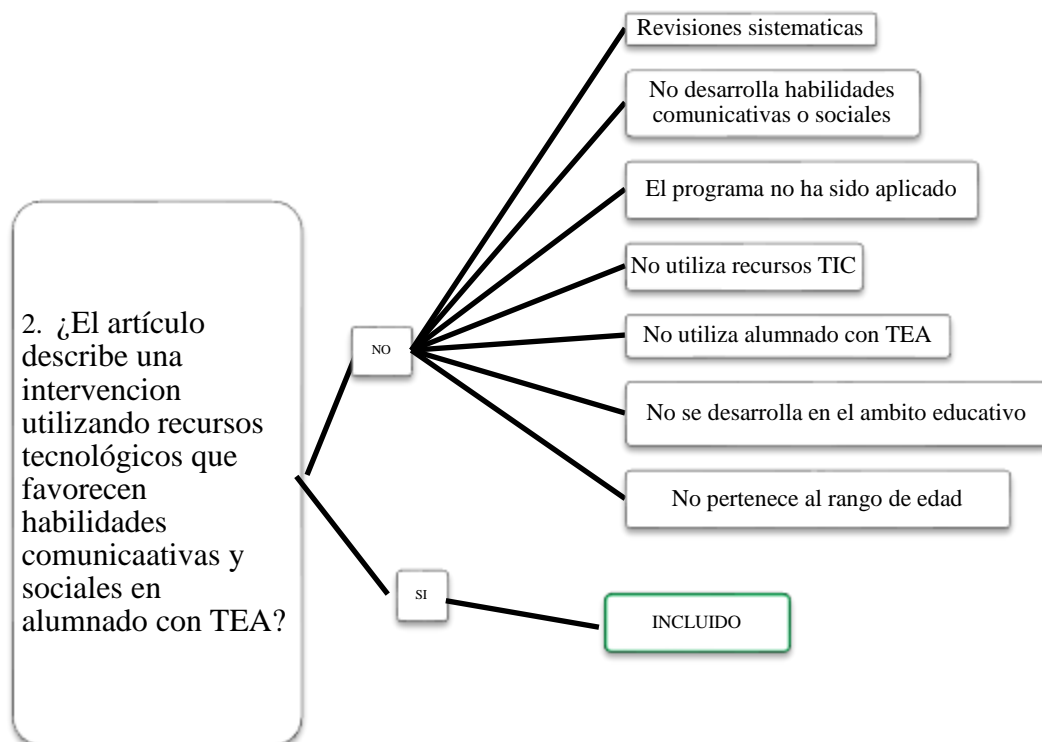 2. ¿El artículo
describe una
intervencion
utilizando recursos
tecnológicos que
favorecen
habilidades
comunicaativas y
sociales en
alumnado con TEA?
NO
Revisiones sistematicas
No desarrolla habilidades
comunicativas o sociales
El programa no ha sido aplicado
No utiliza recursos TIC
No utiliza alumnado con TEA
No se desarrolla en el ambito educativo
No pertenece al rango de edad
SI
INCLUIDO